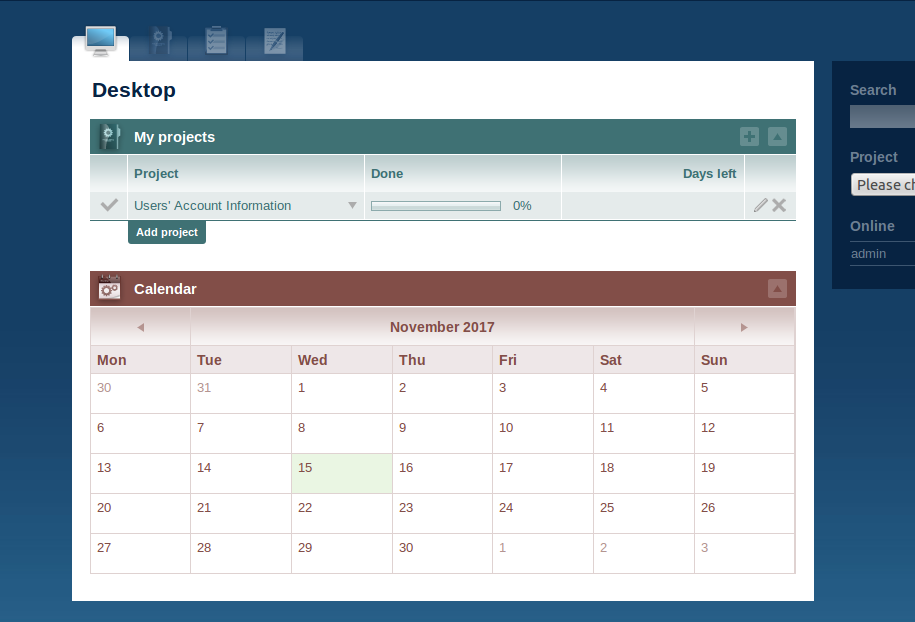 Desktop
My projects
Project Done Days left
Users' Account Information 0%
Add project
Calendar
November 2017
Mon Tue Wed Thu Fri Sat Sun
30 31 1 2 3 4 5
6 7 8 9 10 11 12
13 14 15 16 17 18 19
20 21 22 23 24 25 26
27 28 29 30 1 2 3
Search
Project
Please ch
Online
admin